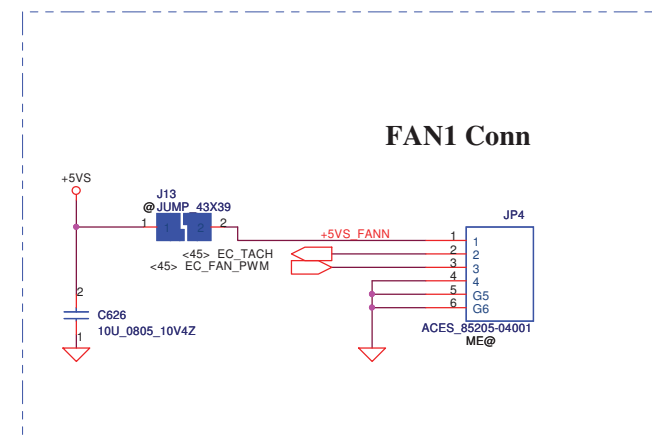 FAN1 Conn
+5VS
J13
@ JUMP_43X39
1 1 2 2
+5VS_FANN
<45> EC_TACH
<45> EC_FAN_PWM
JP4
1 1
2 2
3 3
4 4
5 G5
6 G6
ACES_85205-04001
ME@
2
C626
10U_0805_10V4Z
1